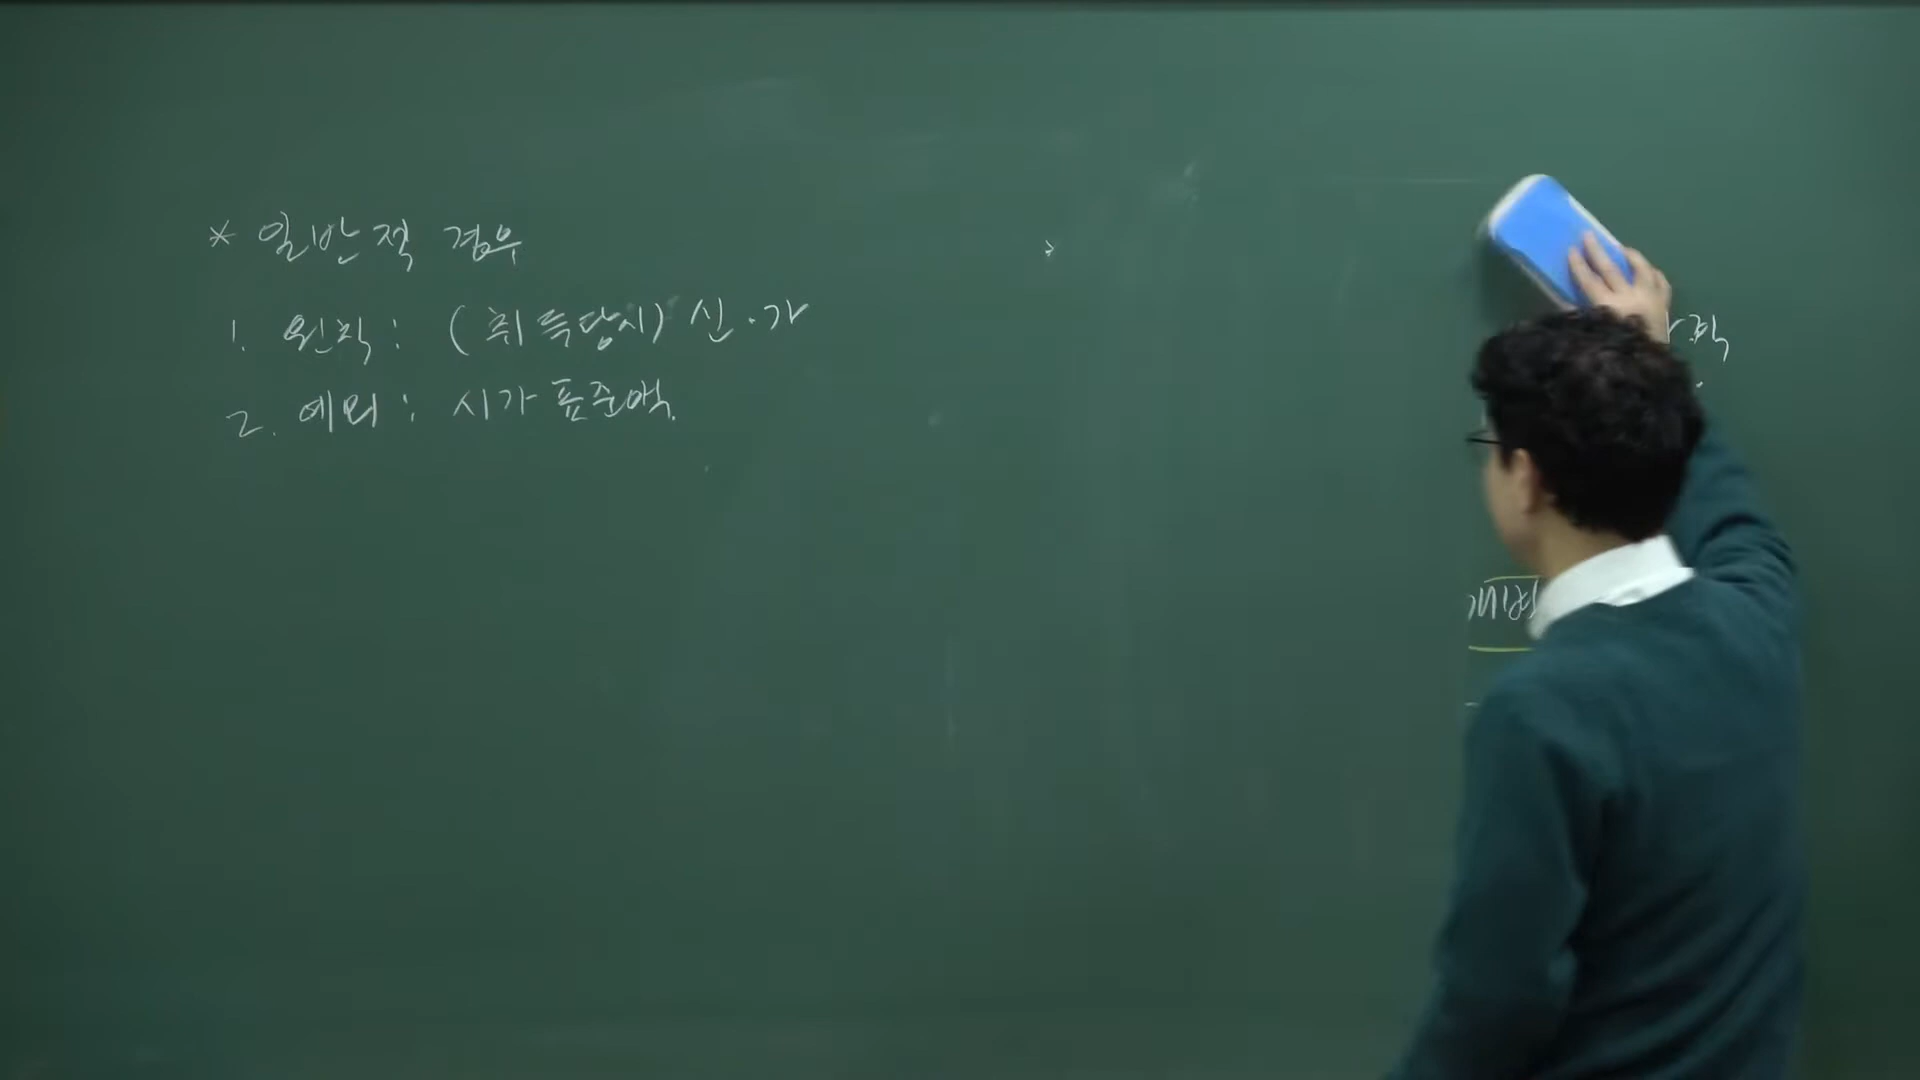 * 일반적 경우
1. 원칙 : (취득당시) 신·가
2. 예외 : 시가표준액.